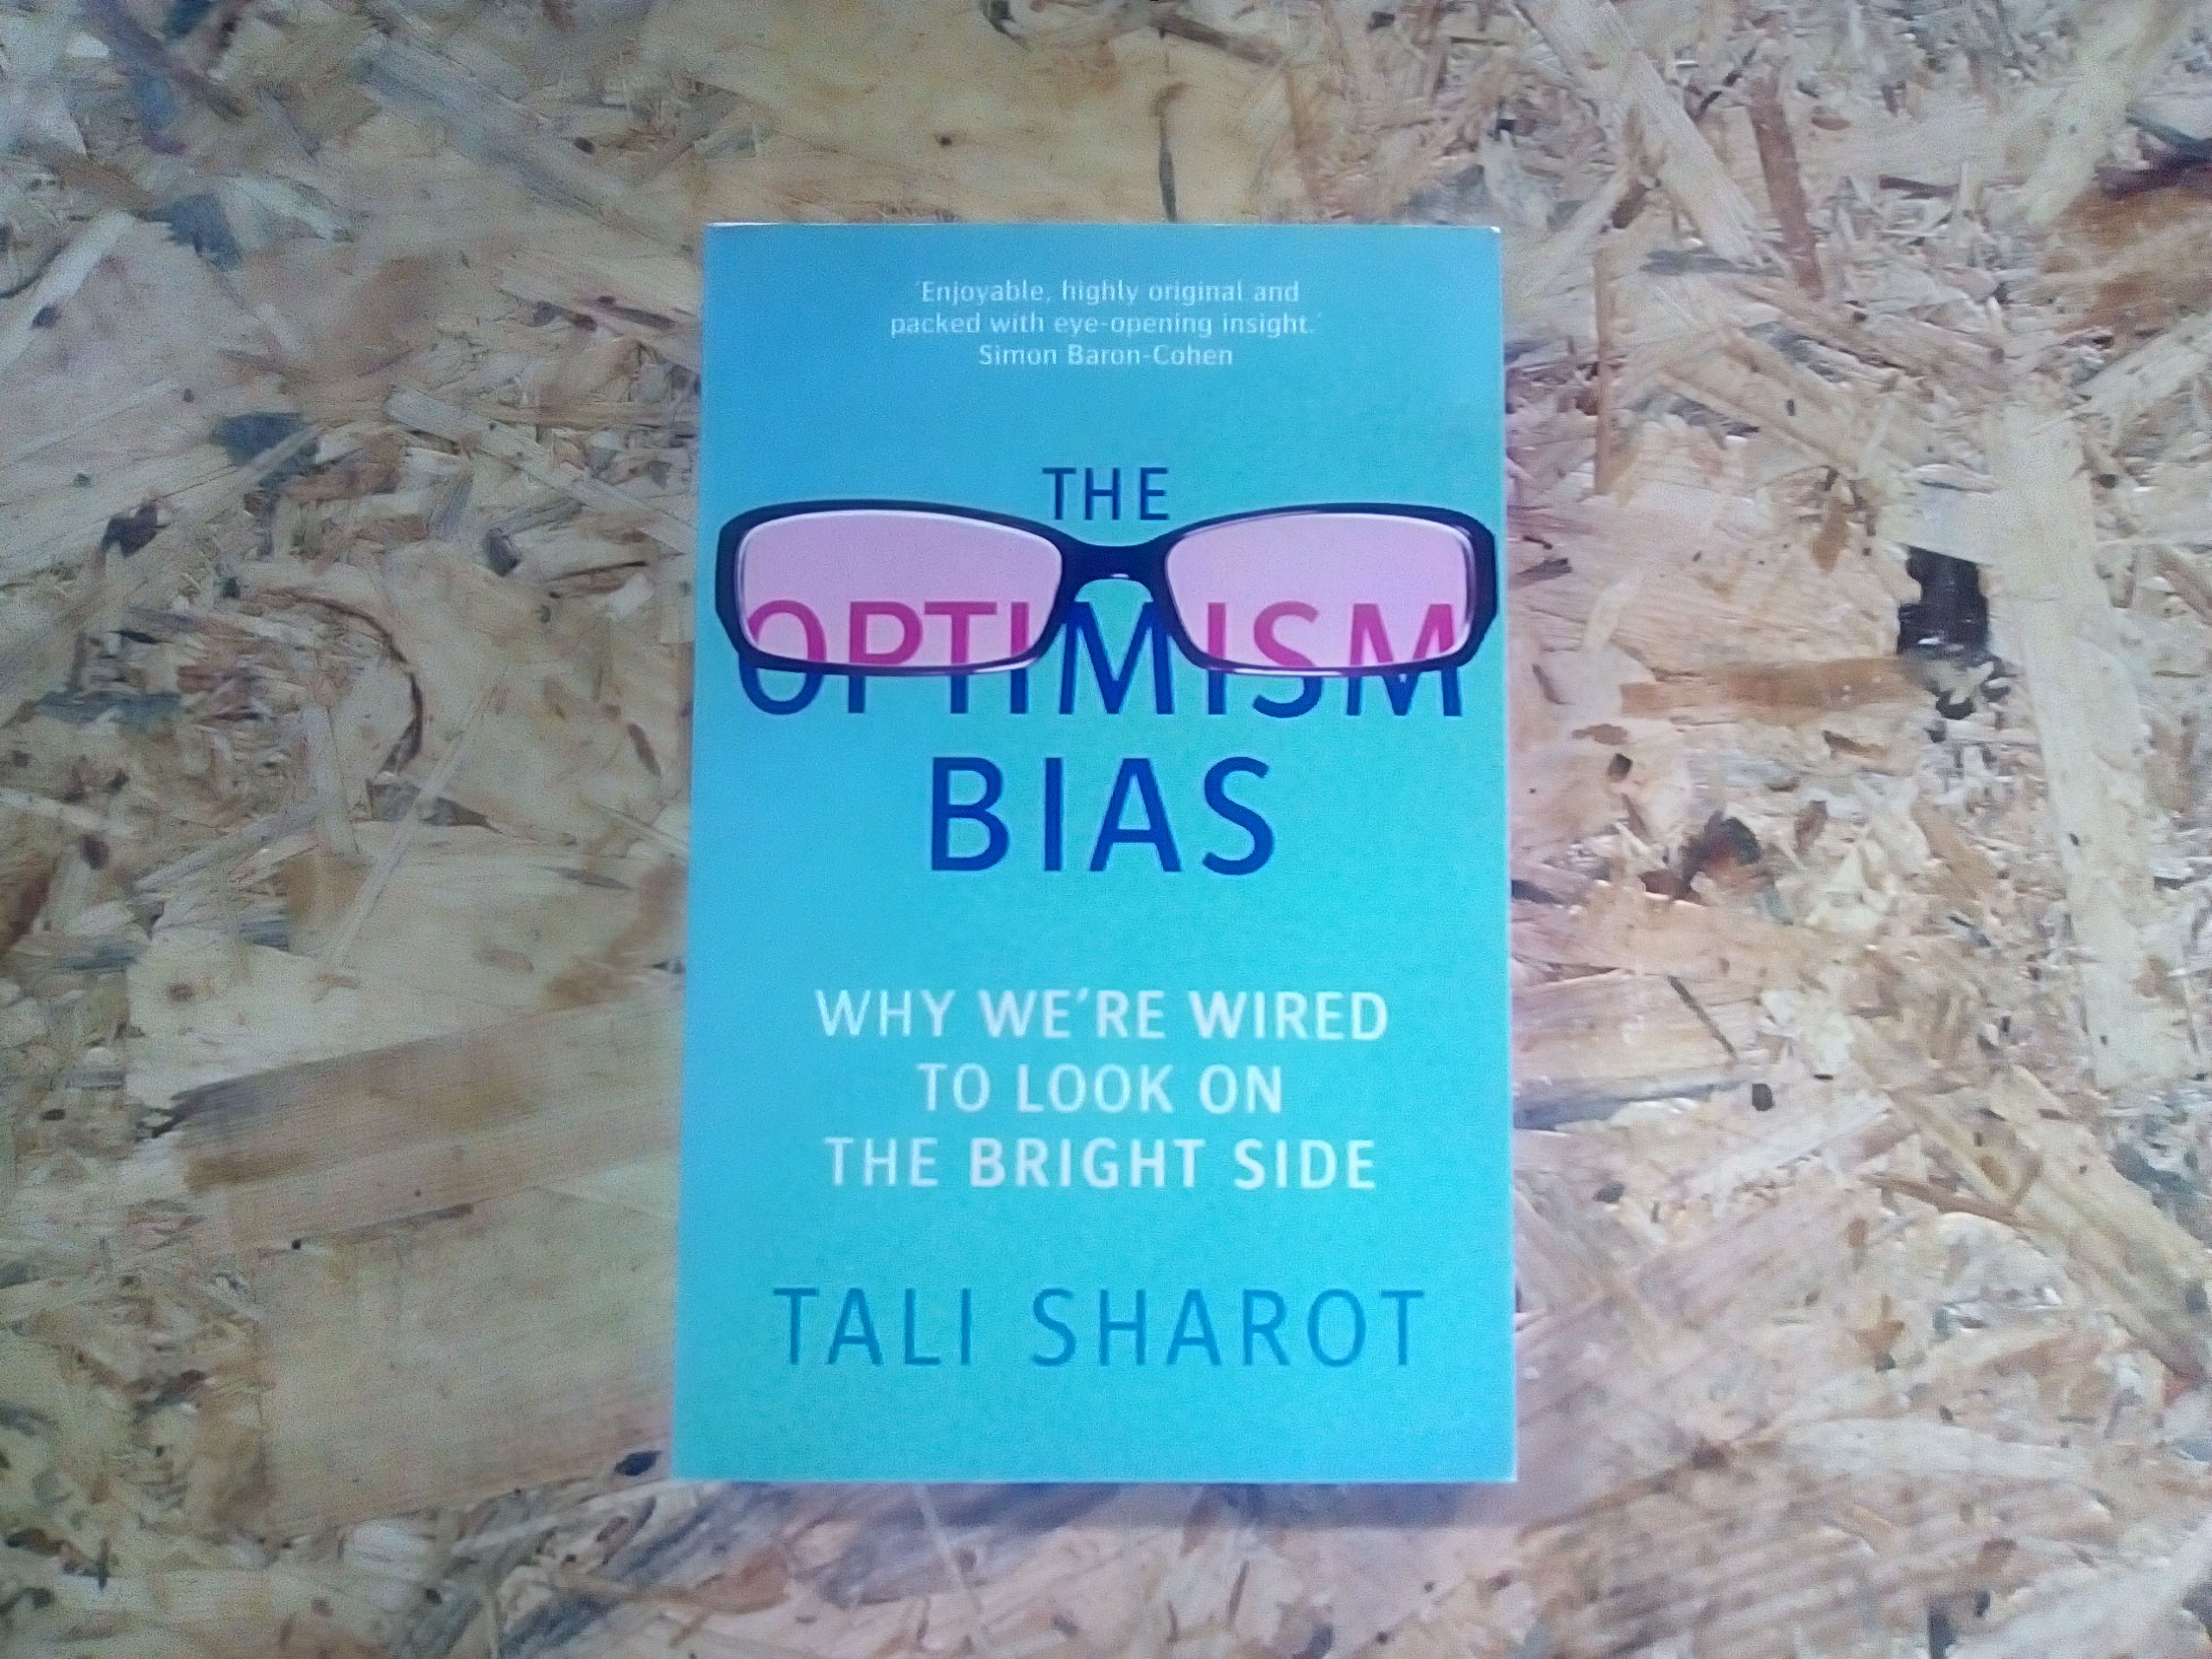 'Enjoyable, highly original and
packed with eye-opening insight.'
Simon Baron-Cohen
THE
OPTIMISM
BIAS
WHY WE'RE WIRED
TO LOOK ON
THE BRIGHT SIDE
TALI SHAROT